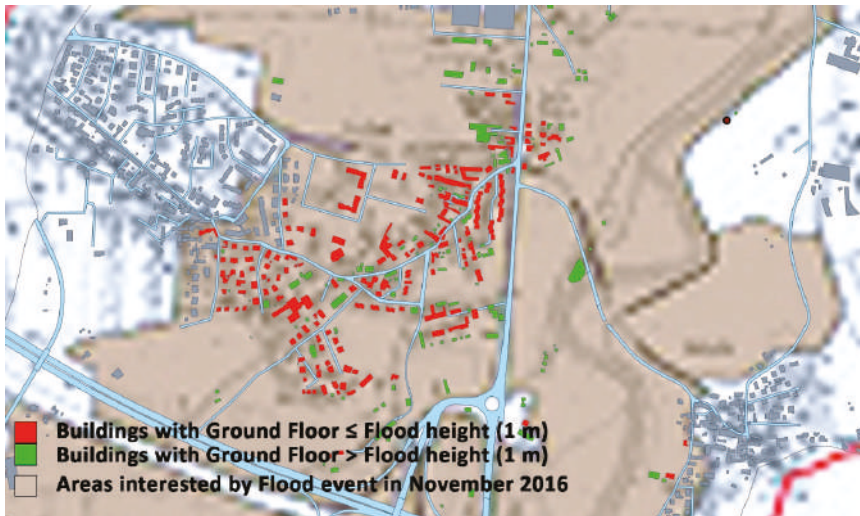 Buildings with Ground Floor ≤ Flood height (1 m)
Buildings with Ground Floor > Flood height (1 m)
Areas interested by Flood event in November 2016